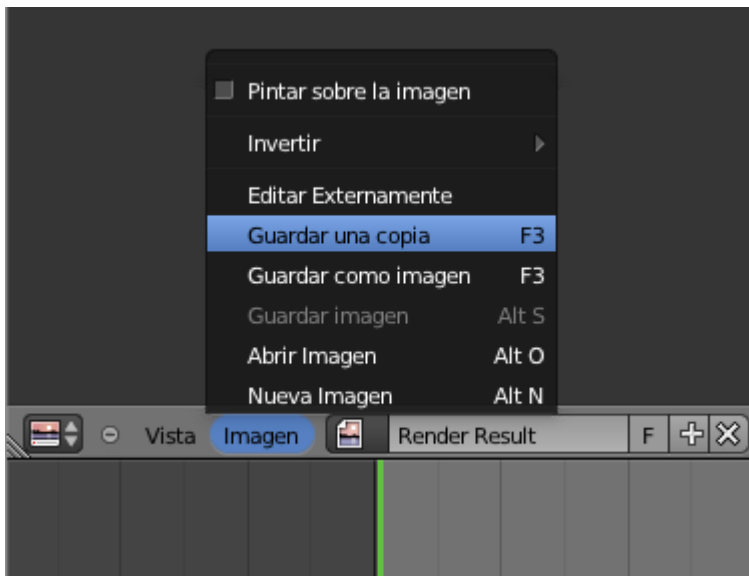 Pintar sobre la imagen
Invertir
Editar Externamente
Guardar una copia F3
Guardar como imagen F3
Guardar imagen Alt S
Abrir Imagen Alt O
Nueva Imagen Alt N
Vista Imagen Render Result F